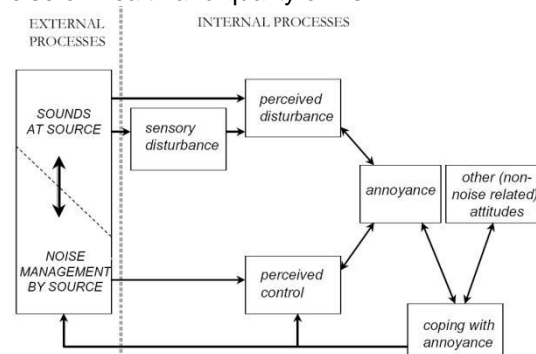 EXTERNAL
PROCESSES
INTERNAL PROCESSES
SOUNDS
AT SOURCE
sensory
disturbance
perceived
disturbance
annoyance
other (non-
noise related)
attitudes
NOISE
MANAGEMENT
BY SOURCE
perceived
control
coping with
annoyance